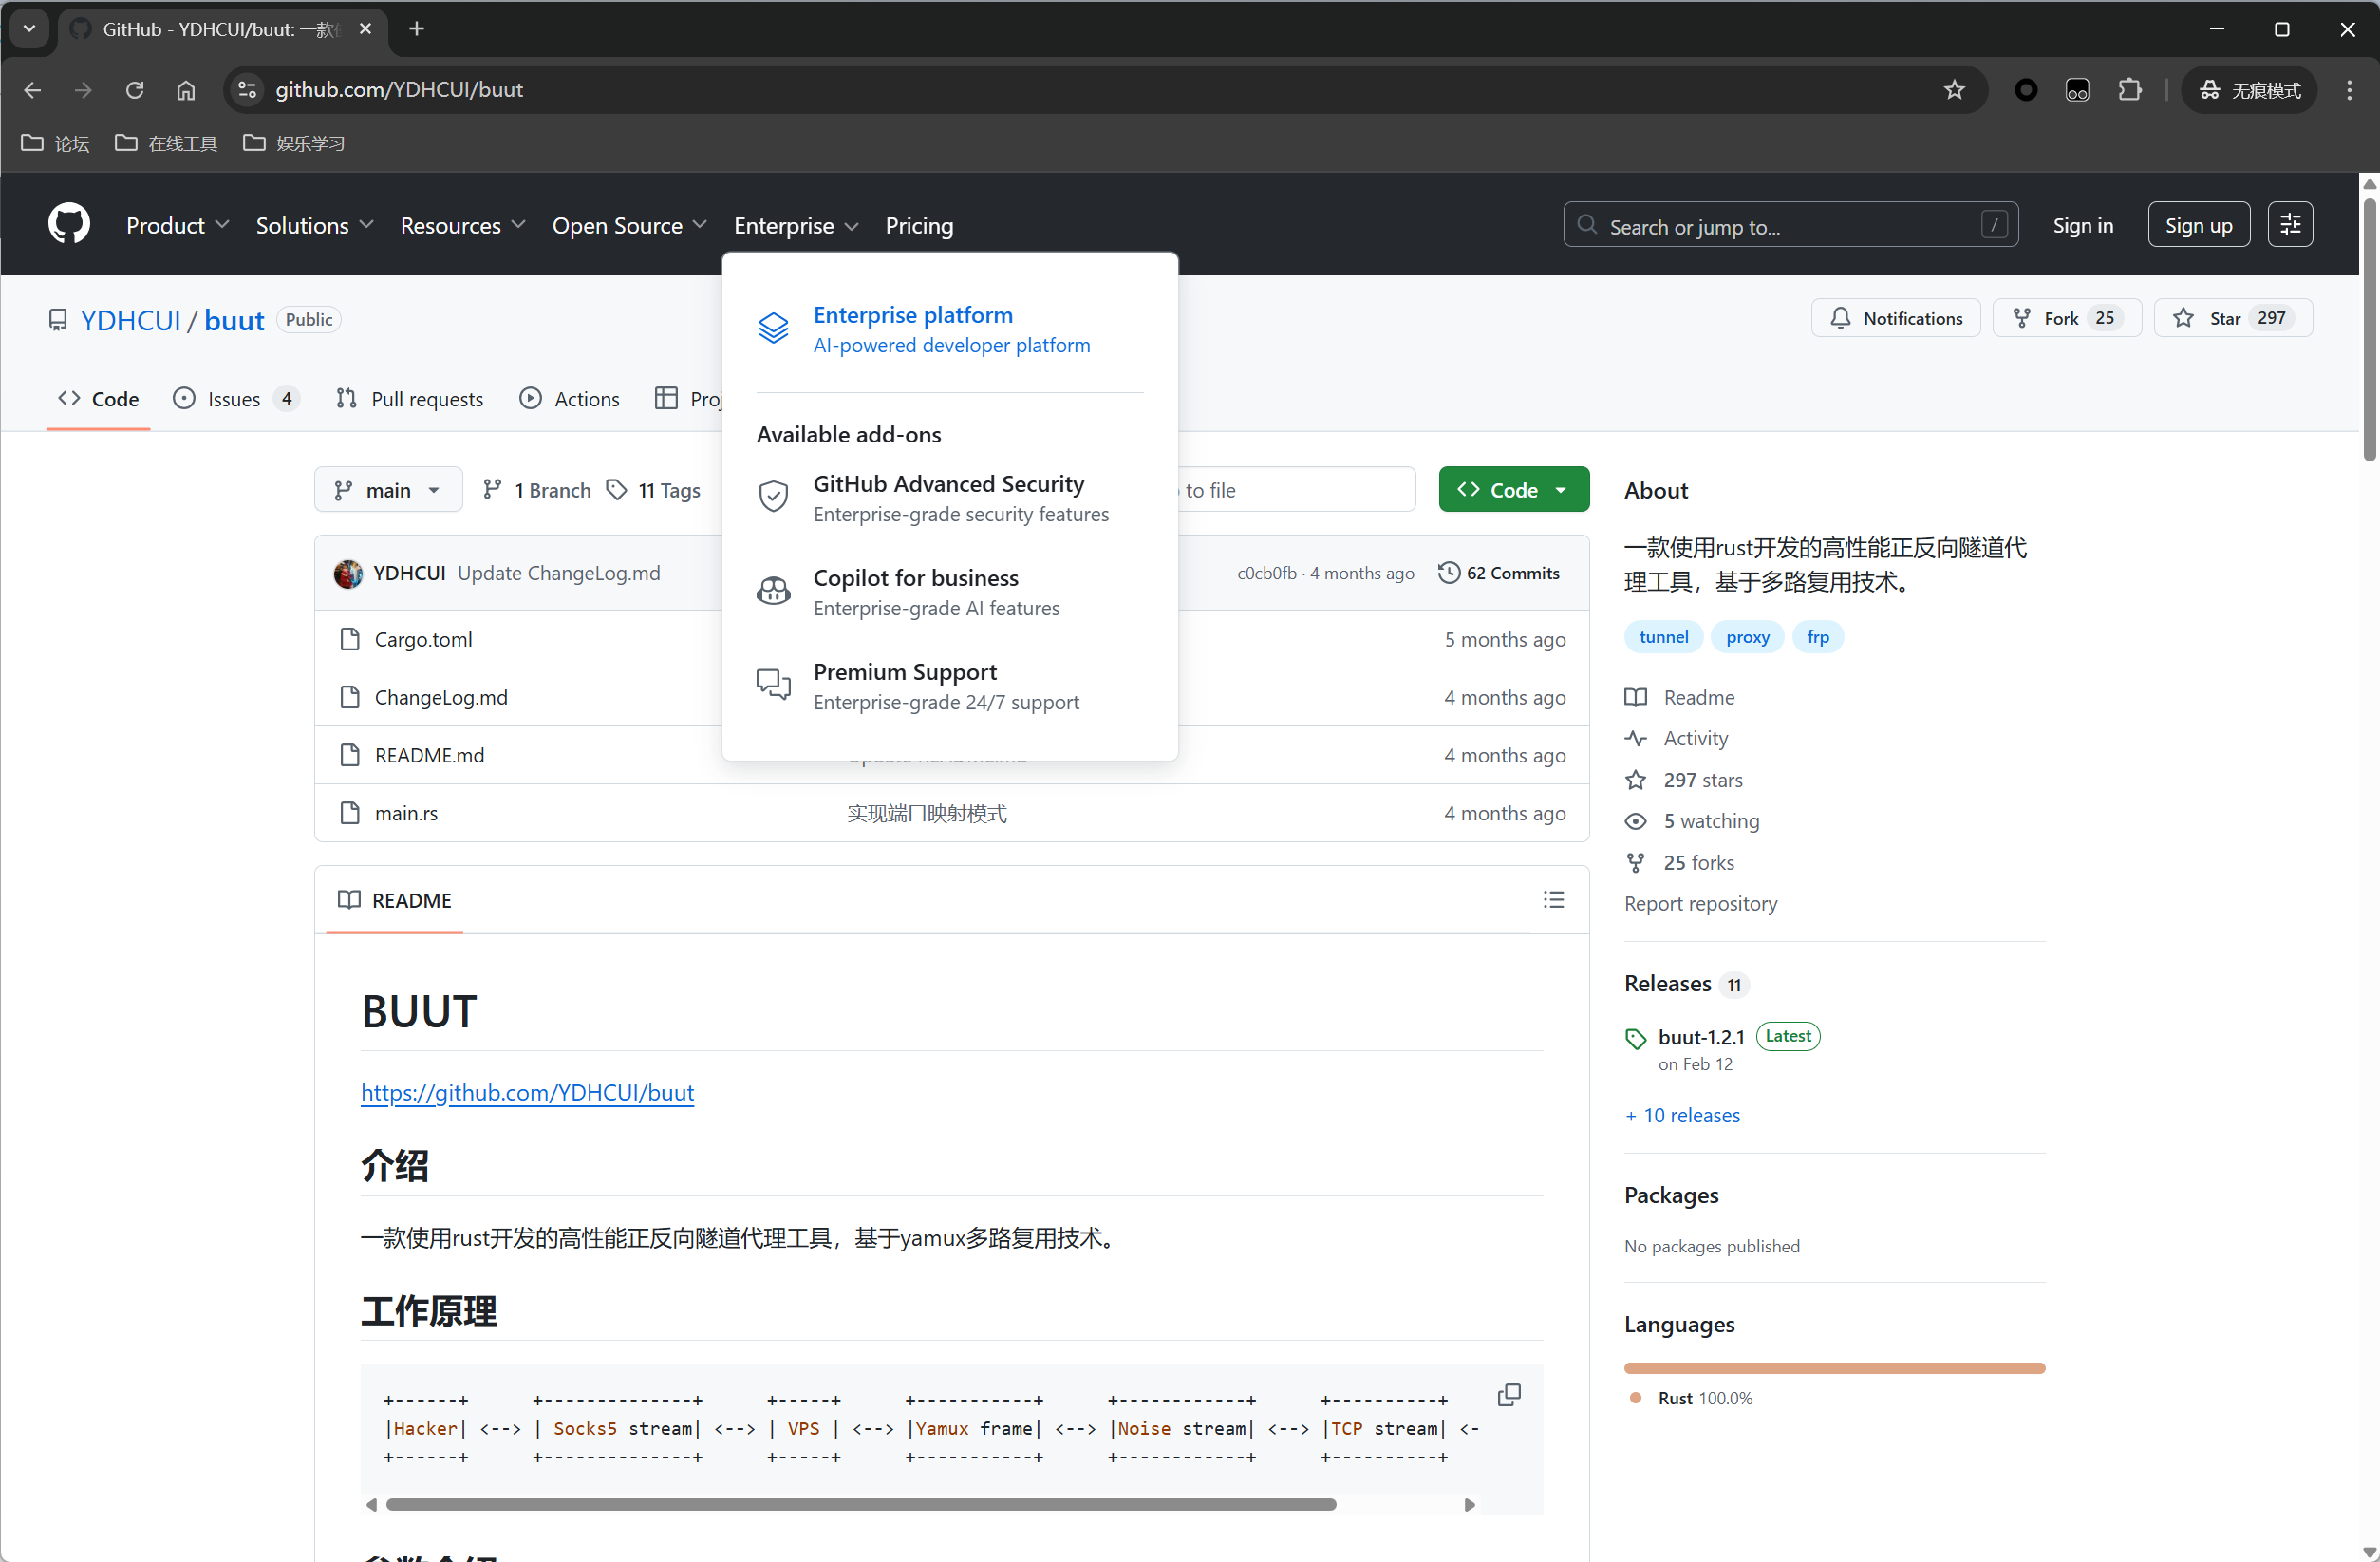 GitHub - YDHCUI/buut: 一款
github.com/YDHCUI/buut
无痕模式
论坛
在线工具
娱乐学习
Product
Solutions
Resources
Open Source
Enterprise
Pricing
Search or jump to...
/
Sign in
Sign up
YDHCUI / buut
Public
Notifications
Fork 25
Star 297
Code
Issues 4
Pull requests
Actions
Enterprise platform
AI-powered developer platform
Available add-ons
GitHub Advanced Security
Enterprise-grade security features
Copilot for business
Enterprise-grade AI features
Premium Support
Enterprise-grade 24/7 support
main
1 Branch
11 Tags
to file
Code
YDHCUI Update ChangeLog.md
c0cb0fb · 4 months ago
62 Commits
Cargo.toml
5 months ago
ChangeLog.md
4 months ago
README.md
4 months ago
main.rs
实现端口映射模式
4 months ago
README
BUUT
https://github.com/YDHCUI/buut
介绍
一款使用rust开发的高性能正反向隧道代理工具，基于yamux多路复用技术。
工作原理
+------+      +--------------+      +-----+      +-----------+      +------------+      +----------+
|Hacker| <--> | Socks5 stream| <--> | VPS | <--> |Yamux frame| <--> |Noise stream| <--> |TCP stream| <-
+------+      +--------------+      +-----+      +-----------+      +------------+      +----------+
About
一款使用rust开发的高性能正反向隧道代
理工具，基于多路复用技术。
tunnel
proxy
frp
Readme
Activity
297 stars
5 watching
25 forks
Report repository
Releases 11
buut-1.2.1
Latest
on Feb 12
+ 10 releases
Packages
No packages published
Languages
Rust 100.0%